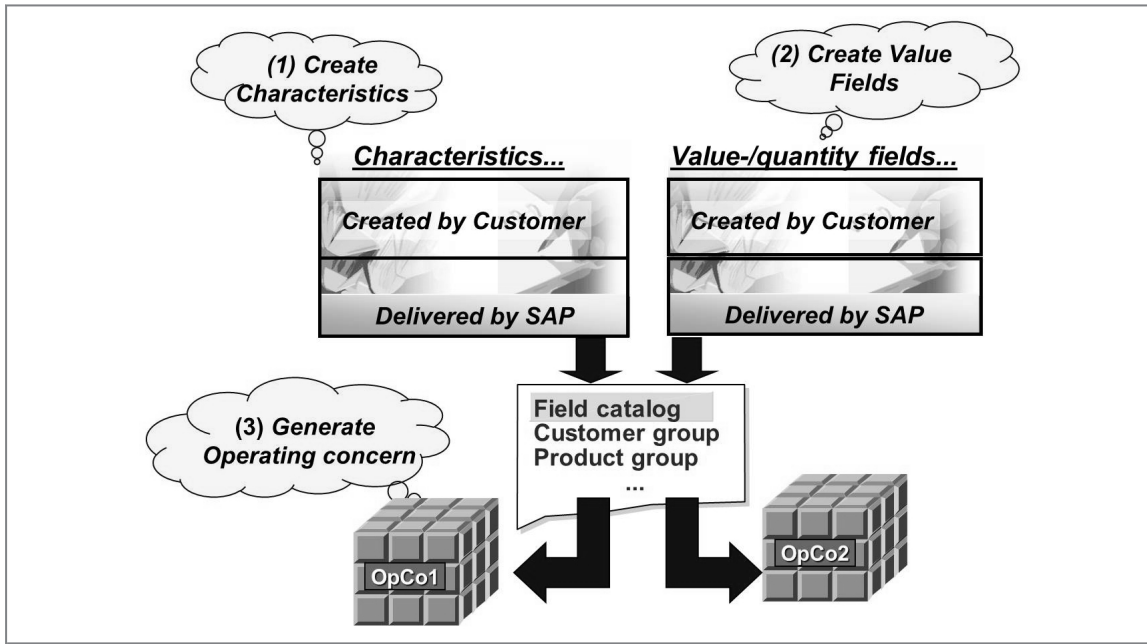 (1) Create
Characteristics
(2) Create Value
Fields
Characteristics...
Value-/quantity fields...
Created by Customer
Created by Customer
Delivered by SAP
Delivered by SAP
Field catalog
Customer group
Product group
...
(3) Generate
Operating concern
OpCo1
OpCo2